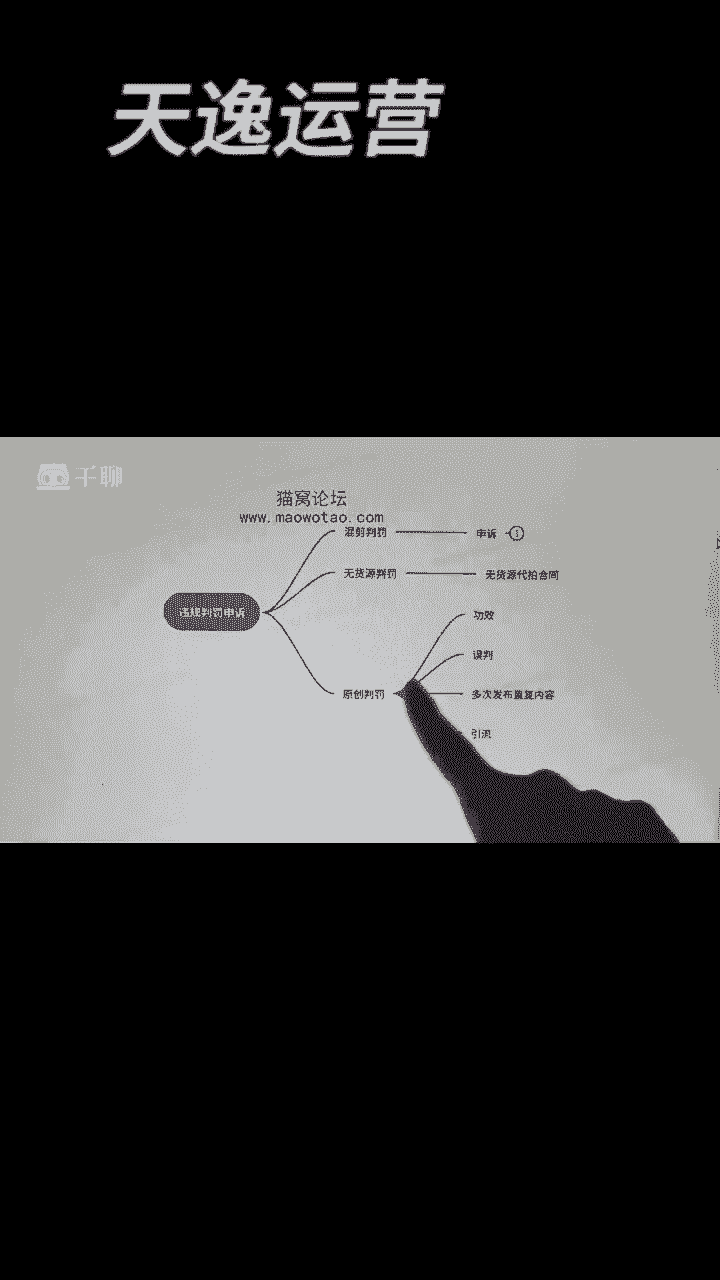 天逸运营
千聊
猫窝论坛
www.maowotao.com
混剪判罚
申诉
1
无货源判罚
无货源代拍合同
违规判罚申诉
功效
误判
原创判罚
多次发布重复内容
引流